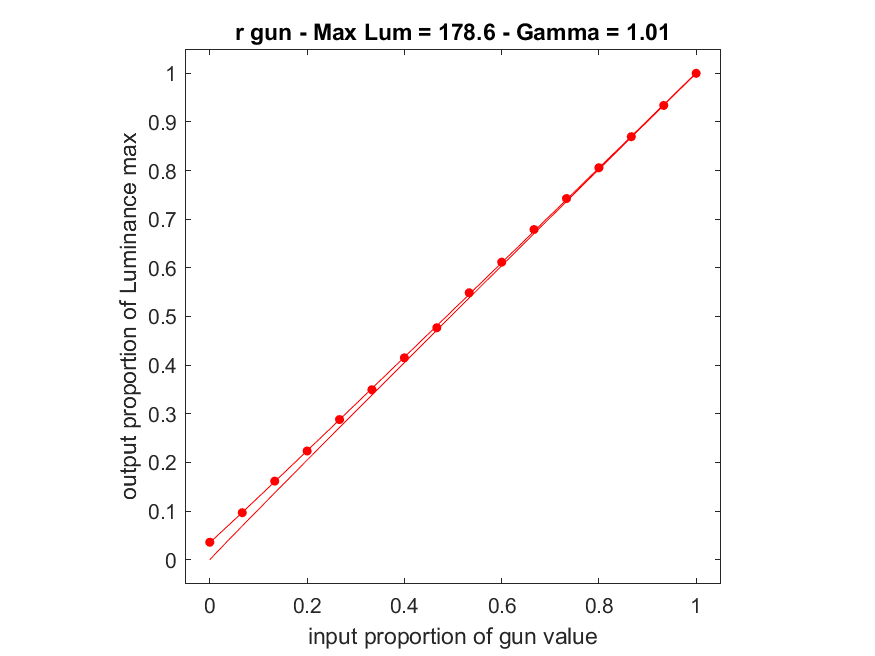 r gun - Max Lum = 178.6 - Gamma = 1.01
output proportion of Luminance max
1
0.9
0.8
0.7
0.6
0.5
0.4
0.3
0.2
0.1
0
0 0.2 0.4 0.6 0.8 1
input proportion of gun value